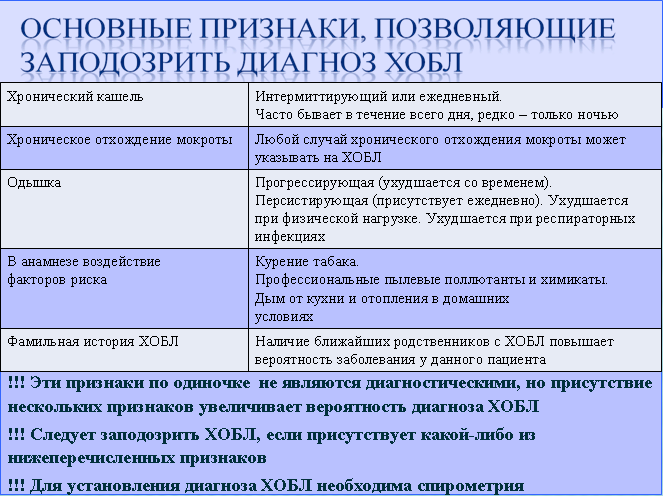 ОСНОВНЫЕ ПРИЗНАКИ, ПОЗВОЛЯЮЩИЕ
ЗАПОДОЗРИТЬ ДИАГНОЗ ХОБЛ
Хронический кашель
Интермиттирующий или ежедневный.
Часто бывает в течение всего дня, редко – только ночью
Хроническое отхождение мокроты
Любой случай хронического отхождения мокроты может
указывать на ХОБЛ
Одышка
Прогрессирующая (ухудшается со временем).
Персистирующая (присутствует ежедневно). Ухудшается
при физической нагрузке. Ухудшается при респираторных
инфекциях
В анамнезе воздействие
факторов риска
Курение табака.
Профессиональные пылевые поллютанты и химикаты.
Дым от кухни и отопления в домашних
условиях
Фамильная история ХОБЛ
Наличие ближайших родственников с ХОБЛ повышает
вероятность заболевания у данного пациента
!!! Эти признаки по одиночке не являются диагностическими, но присутствие
нескольких признаков увеличивает вероятность диагноза ХОБЛ
!!! Следует заподозрить ХОБЛ, если присутствует какой-либо из
нижеперечисленных признаков
!!! Для установления диагноза ХОБЛ необходима спирометрия